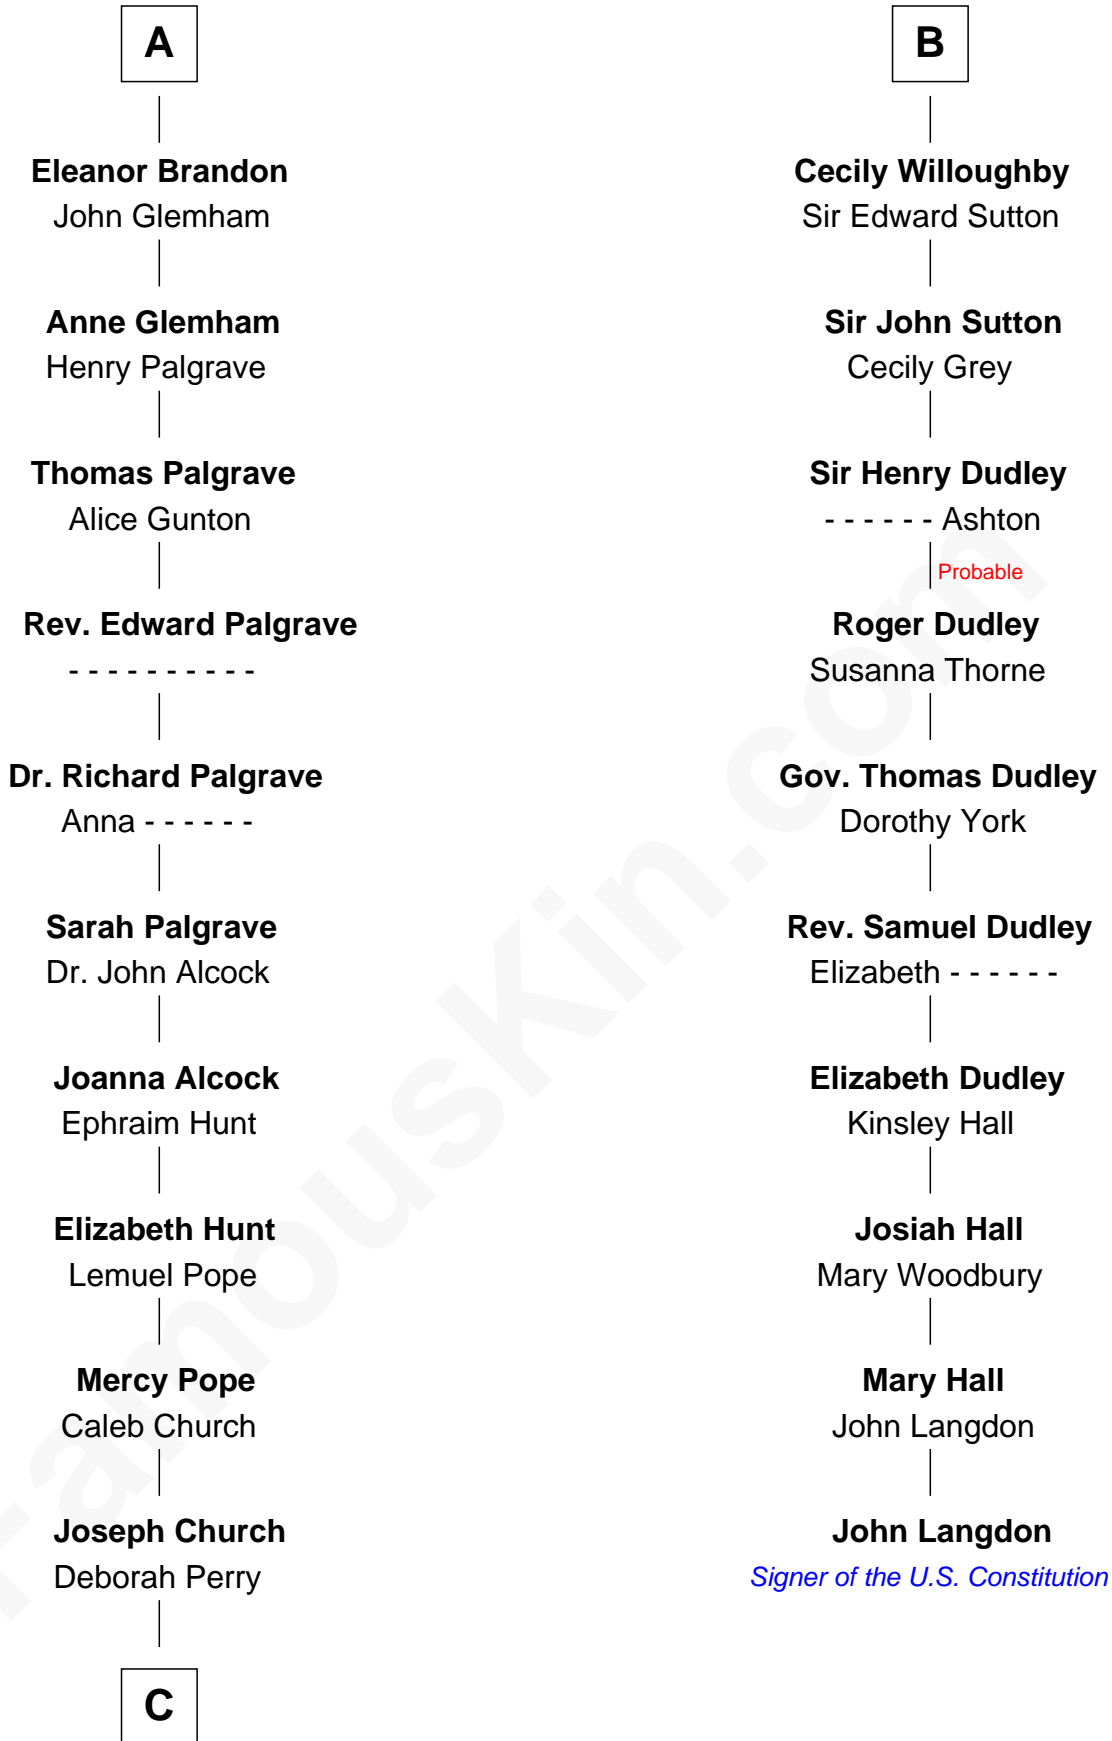 A
Eleanor Brandon
John Glemham
Anne Glemham
Henry Palgrave
Thomas Palgrave
Alice Gunton
Rev. Edward Palgrave
- - - - - - - - - -
Dr. Richard Palgrave
Anna - - - - - -
Sarah Palgrave
Dr. John Alcock
Joanna Alcock
Ephraim Hunt
Elizabeth Hunt
Lemuel Pope
Mercy Pope
Caleb Church
Joseph Church
Deborah Perry
C
B
Cecily Willoughby
Sir Edward Sutton
Sir John Sutton
Cecily Grey
Sir Henry Dudley
- - - - - - Ashton
Probable
Roger Dudley
Susanna Thorne
Gov. Thomas Dudley
Dorothy York
Rev. Samuel Dudley
Elizabeth - - - - - -
Elizabeth Dudley
Kinsley Hall
Josiah Hall
Mary Woodbury
Mary Hall
John Langdon
John Langdon
Signer of the U.S. Constitution
FamousKin.com